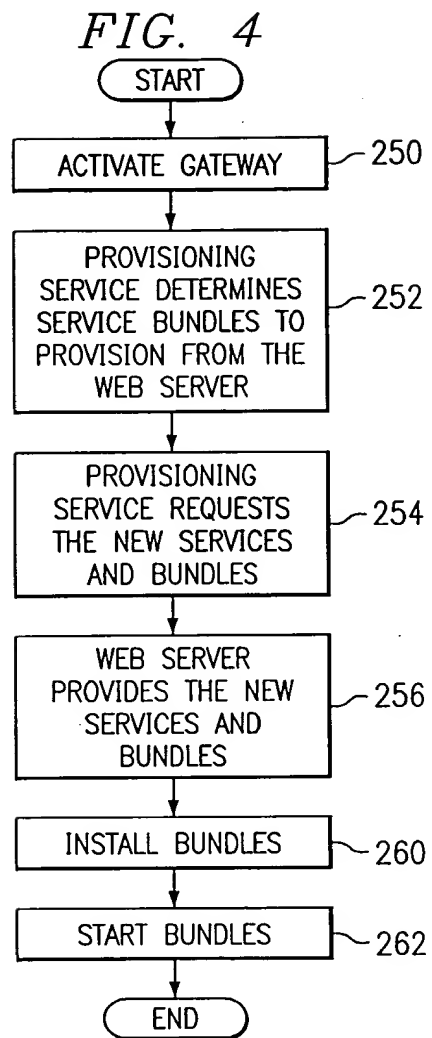 FIG. 4
START
ACTIVATE GATEWAY
250
PROVISIONING
SERVICE DETERMINES
SERVICE BUNDLES TO
PROVISION FROM THE
WEB SERVER
252
PROVISIONING
SERVICE REQUESTS
THE NEW SERVICES
AND BUNDLES
254
WEB SERVER
PROVIDES THE NEW
SERVICES AND
BUNDLES
256
INSTALL BUNDLES
260
START BUNDLES
262
END